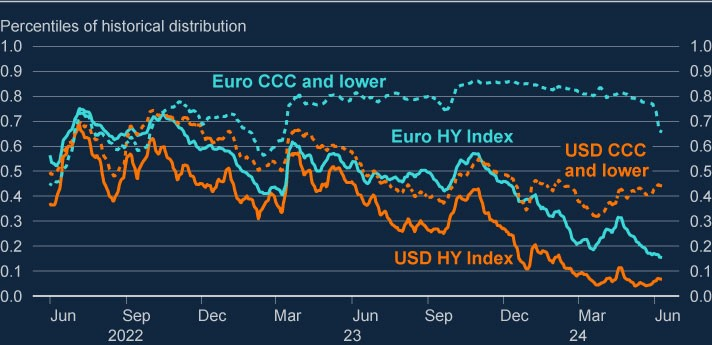 Percentiles of historical distribution
1.0 1.0
0.9 0.9
Euro CCC and lower
0.8 0.8
0.7 0.7
Euro HY Index
0.6 0.6
USD CCC
and lower
0.5 0.5
0.4 0.4
0.3 0.3
0.2 0.2
USD HY Index
0.1 0.1
0.0 0.0
Jun Sep Dec Mar Jun Sep Dec Mar Jun
2022 23 24